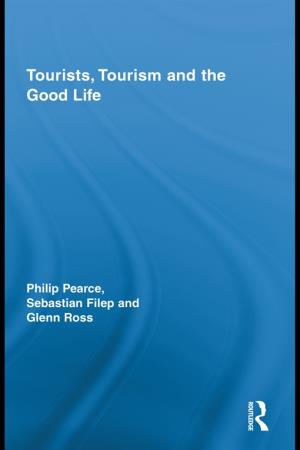 Tourists, Tourism and the
Good Life
Philip Pearce,
Sebastian Filep and
Glenn Ross
ROUTLEDGE